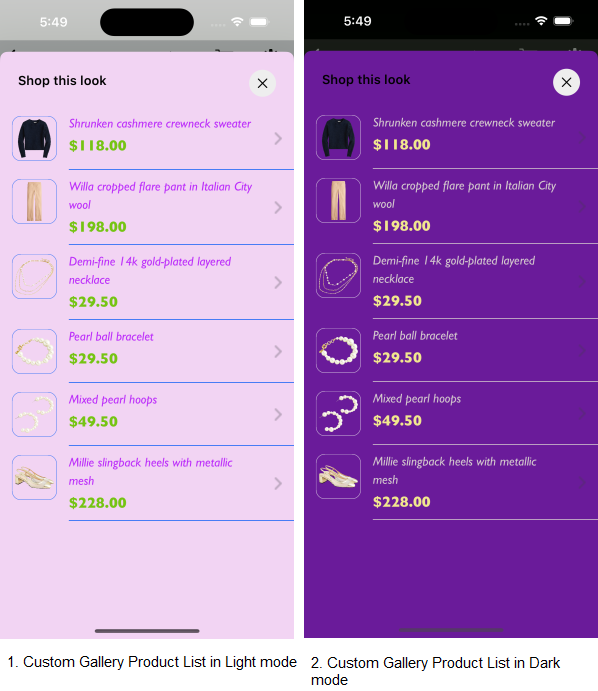 5:49
Shop this look
Shrunken cashmere crewneck sweater
$118.00
Willa cropped flare pant in Italian City
wool
$198.00
Demi-fine 14k gold-plated layered
necklace
$29.50
Pearl ball bracelet
$29.50
Mixed pearl hoops
$49.50
Millie slingback heels with metallic
mesh
$228.00
1. Custom Gallery Product List in Light mode
5:49
Shop this look
Shrunken cashmere crewneck sweater
$118.00
Willa cropped flare pant in Italian City
wool
$198.00
Demi-fine 14k gold-plated layered
necklace
$29.50
Pearl ball bracelet
$29.50
Mixed pearl hoops
$49.50
Millie slingback heels with metallic
mesh
$228.00
2. Custom Gallery Product List in Dark
mode